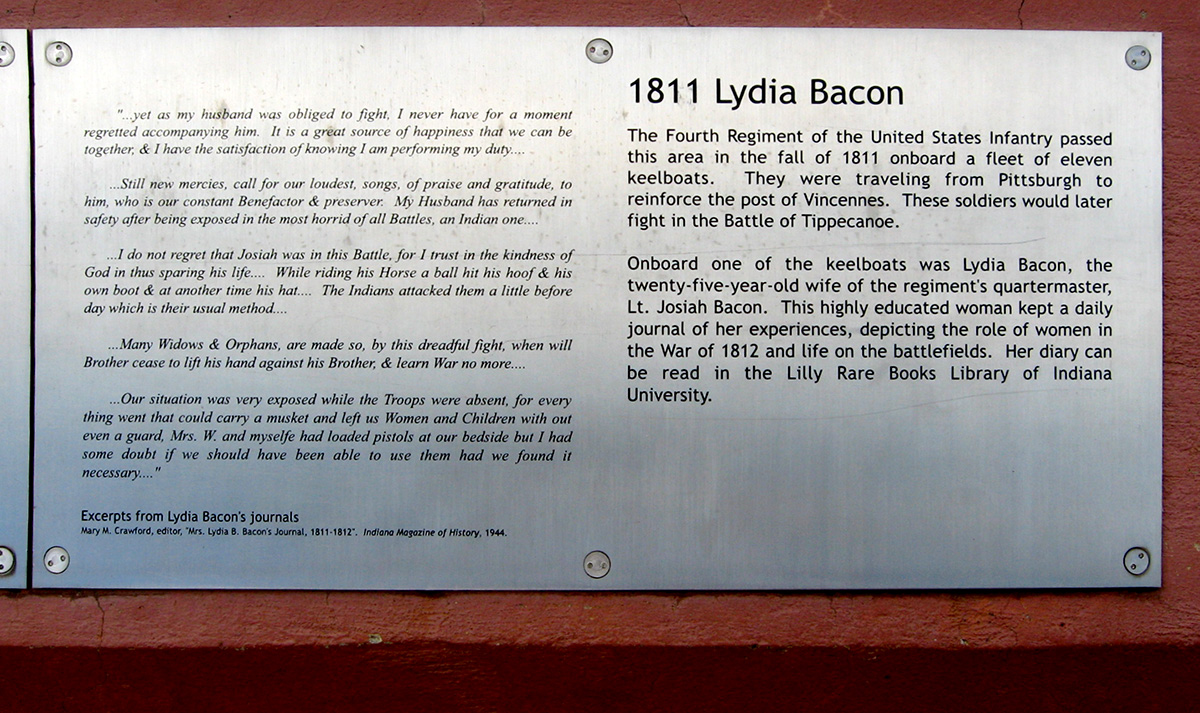 "...yet as my husband was obliged to fight, I never have for a moment
regretted accompanying him. It is a great source of happiness that we can be
together, & I have the satisfaction of knowing I am performing my duty....
...Still new mercies, call for our loudest, songs, of praise and gratitude, to
him, who is our constant Benefactor & preserver. My Husband has returned in
safety after being exposed in the most horrid of all Battles, an Indian one....
...I do not regret that Josiah was in this Battle, for I trust in the kindness of
God in thus sparing his life.... While riding his Horse a ball hit his hoof & his
own boot & at another time his hat.... The Indians attacked them a little before
day which is their usual method....
...Many Widows & Orphans, are made so, by this dreadful fight, when will
Brother cease to lift his hand against his Brother, & learn War no more....
...Our situation was very exposed while the Troops were absent, for every
thing went that could carry a musket and left us Women and Children with out
even a guard, Mrs. W. and myselfe had loaded pistols at our bedside but I had
some doubt if we should have been able to use them had we found it
necessary...."
Excerpts from Lydia Bacon's journals
Mary M. Crawford, editor, "Mrs. Lydia B. Bacon's Journal, 1811-1812". Indiana Magazine of History, 1944.
1811 Lydia Bacon
The Fourth Regiment of the United States Infantry passed
this area in the fall of 1811 onboard a fleet of eleven
keelboats. They were traveling from Pittsburgh to
reinforce the post of Vincennes. These soldiers would later
fight in the Battle of Tippecanoe.
Onboard one of the keelboats was Lydia Bacon, the
twenty-five-year-old wife of the regiment's quartermaster,
Lt. Josiah Bacon. This highly educated woman kept a daily
journal of her experiences, depicting the role of women in
the War of 1812 and life on the battlefields. Her diary can
be read in the Lilly Rare Books Library of Indiana
University.